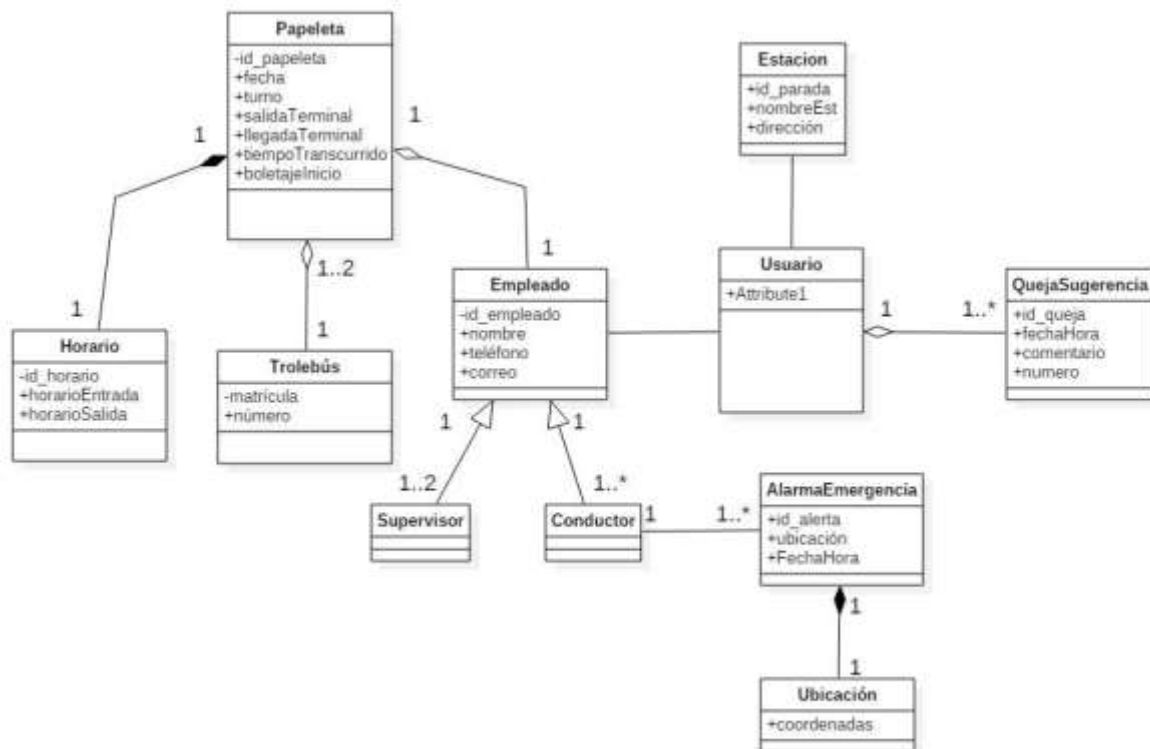 Papeleta
-id_papeleta
+fecha
+turno
+salidaTerminal
+llegadaTerminal
+tiempoTranscurrido
+boletajeInicio
1
1
1
1
1..2
1
Horario
-id_horario
+horarioEntrada
+horarioSalida
Trolebús
-matrícula
+número
Empleado
-id_empleado
+nombre
+teléfono
+correo
Estacion
+id_parada
+nombreEst
+dirección
Usuario
+Attribute1
1
1..*
QuejaSugerencia
+id_queja
+fechaHora
+comentario
+numero
1
1
1..2
1..*
Supervisor
Conductor
1
1..*
AlarmaEmergencia
+id_alerta
+ubicación
+FechaHora
1
1
Ubicación
+coordenadas